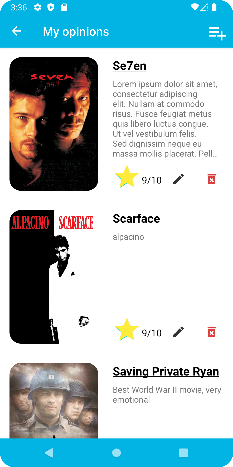 3:36
My opinions
Se7en
Lorem ipsum dolor sit amet,
consectetur adipiscing
elit. Nullam at commodo
risus. Fusce feugiat metus
quis libero luctus congue.
Ut vel vestibulum felis.
Sed dignissim neque eu
massa mollis placerat. Pell..
9/10
AL PACINO SCARFACE
Scarface
alpacino
9/10
Saving Private Ryan
Best World War II movie, very
emotional